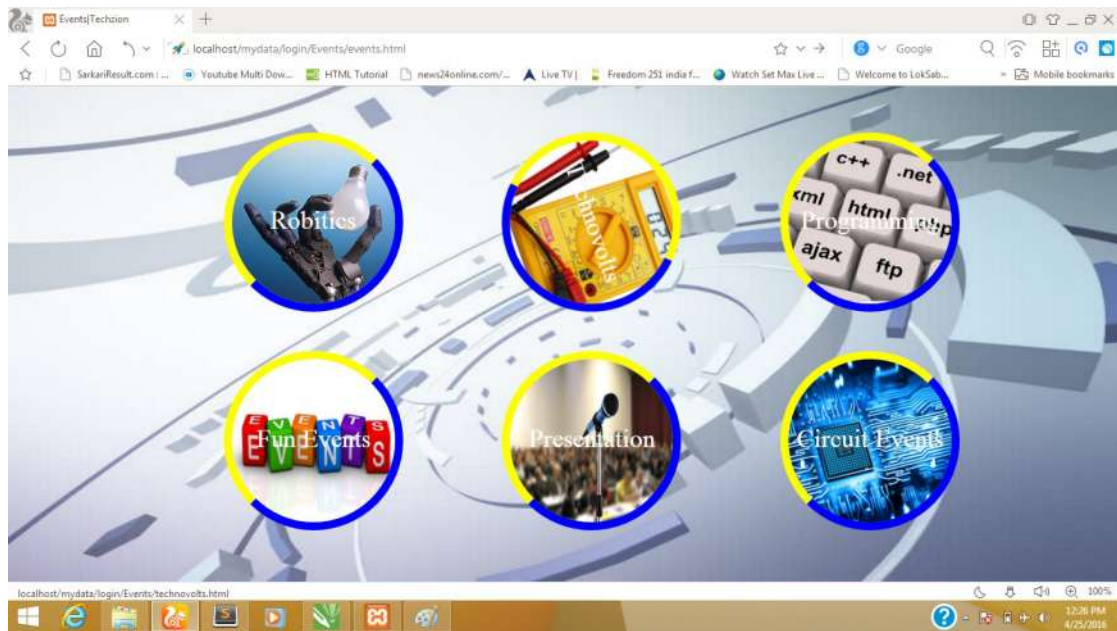 Events|Techzion
localhost/mydata/login/Events/events.html
Google
SarkariResult.com | ...
Youtube Multi Dow...
HTML Tutorial
news24online.com/...
Live TV |
Freedom 251 india f...
Watch Set Max Live ...
Welcome to LokSab...
» Mobile bookmarks
Robitics
chnovolts
Programming
c++
.net
xml
html
ajax
ftp
Fun Events
EVENTS
EVENTS
Presentation
Circuit Events
localhost/mydata/login/Events/technovolts.html
100%
12:26 PM
4/25/2016